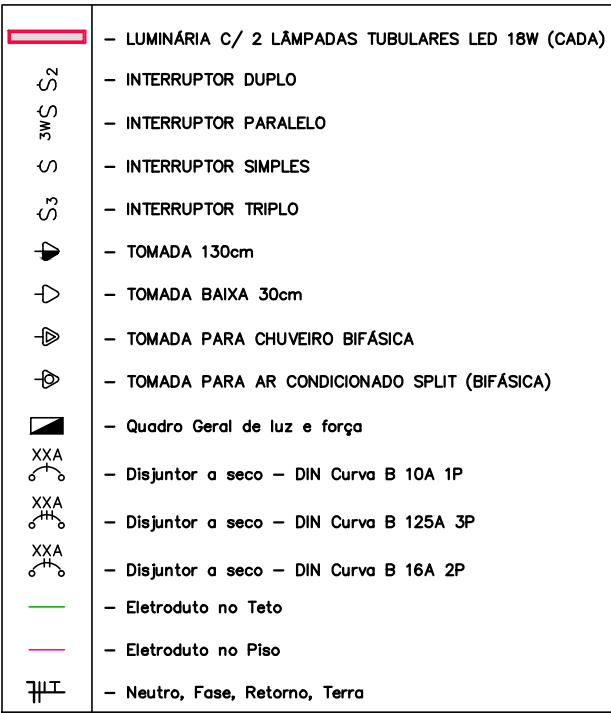 – LUMINÁRIA C/ 2 LÂMPADAS TUBULARES LED 18W (CADA)
S2 – INTERRUPTOR DUPLO
3WS – INTERRUPTOR PARALELO
S – INTERRUPTOR SIMPLES
S3 – INTERRUPTOR TRIPLO
– TOMADA 130cm
– TOMADA BAIXA 30cm
– TOMADA PARA CHUVEIRO BIFÁSICA
– TOMADA PARA AR CONDICIONADO SPLIT (BIFÁSICA)
– Quadro Geral de luz e força
XXA – Disjuntor a seco – DIN Curva B 10A 1P
XXA – Disjuntor a seco – DIN Curva B 125A 3P
XXA – Disjuntor a seco – DIN Curva B 16A 2P
– Eletroduto no Teto
– Eletroduto no Piso
– Neutro, Fase, Retorno, Terra